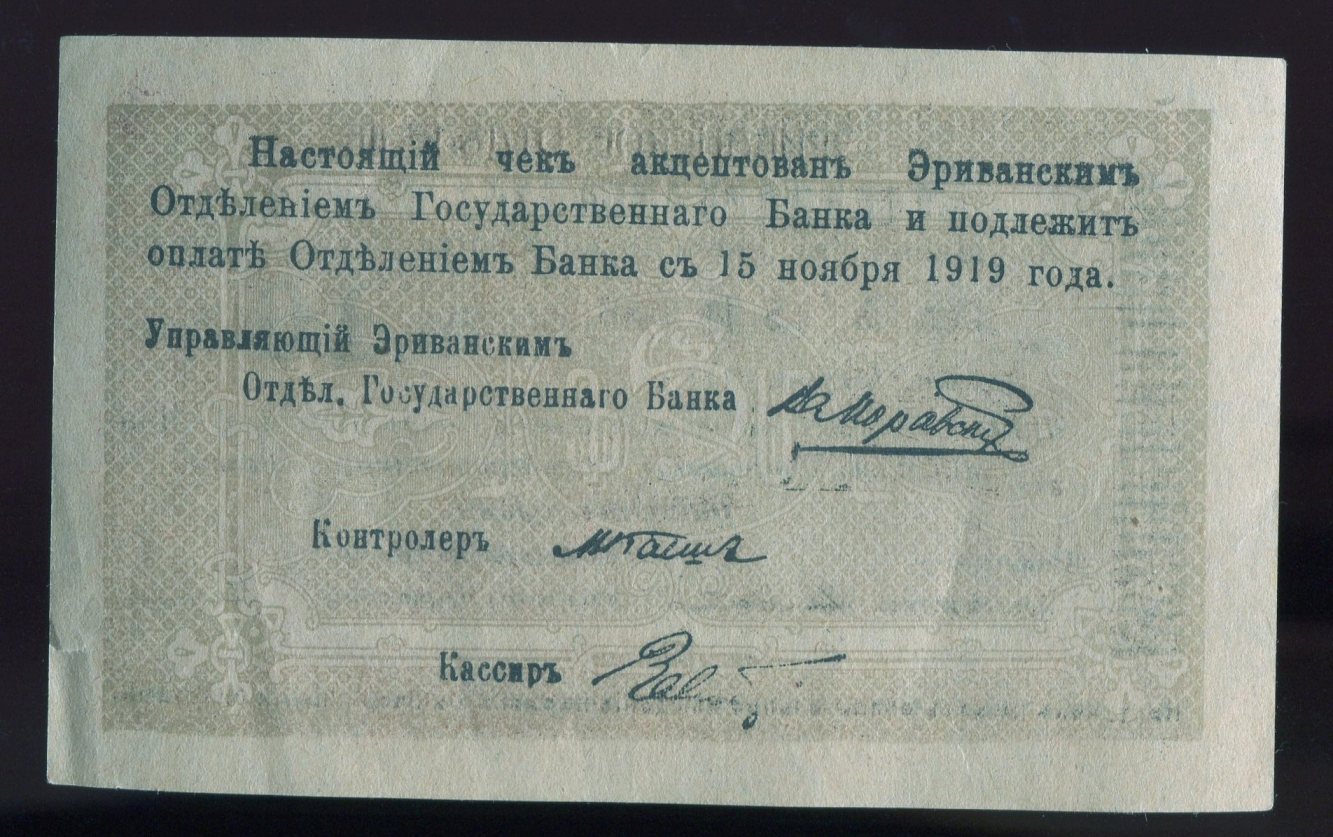 Настоящій чекъ акцептованъ Эриванскимъ
Отдѣленіемъ Государственнаго Банка и подлежитъ
оплатѣ Отдѣленіемъ Банка съ 15 ноября 1919 года.
Управляющій Эриванскимъ
Отдѣл. Государственнаго Банка
Контролеръ
Кассиръ